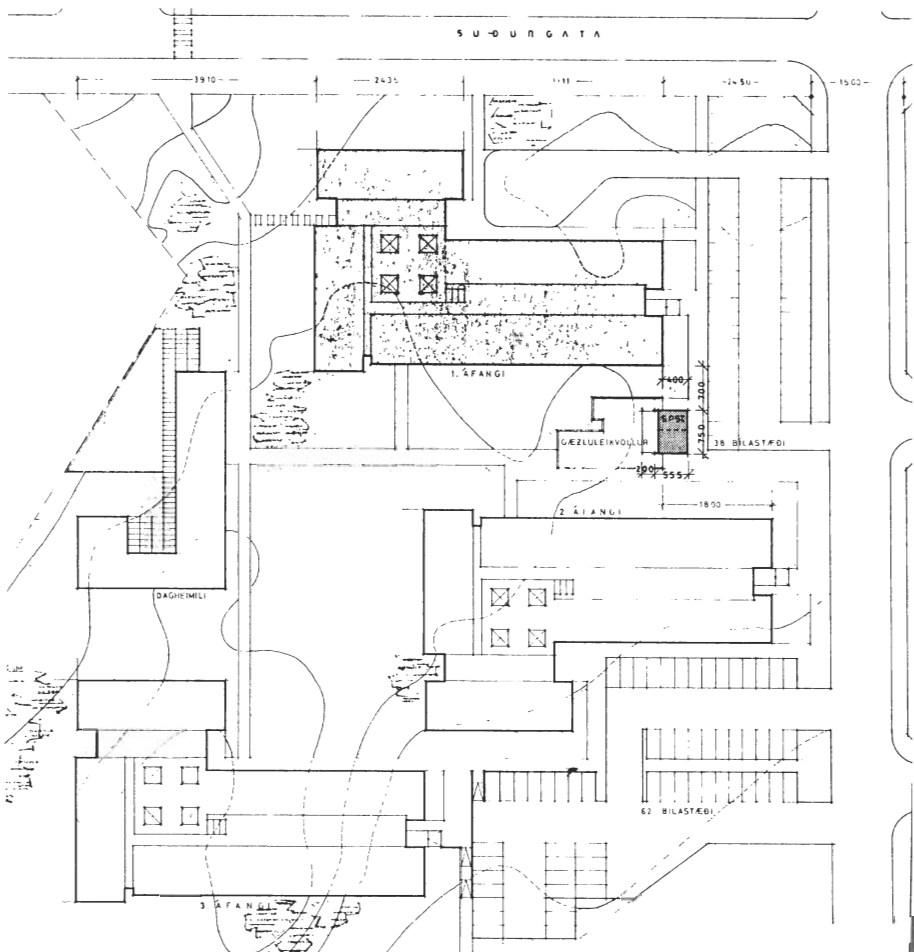 SUÐURGATA
3910
2435
2450
1500
1. ÁFANGI
400
700
GÆZLULEIKVÖLLUR
750
38 BÍLASTÆÐI
200
555
1800
2 ÁFANGI
DAGHEIMILI
62 BÍLASTÆÐI
3. ÁFANGI